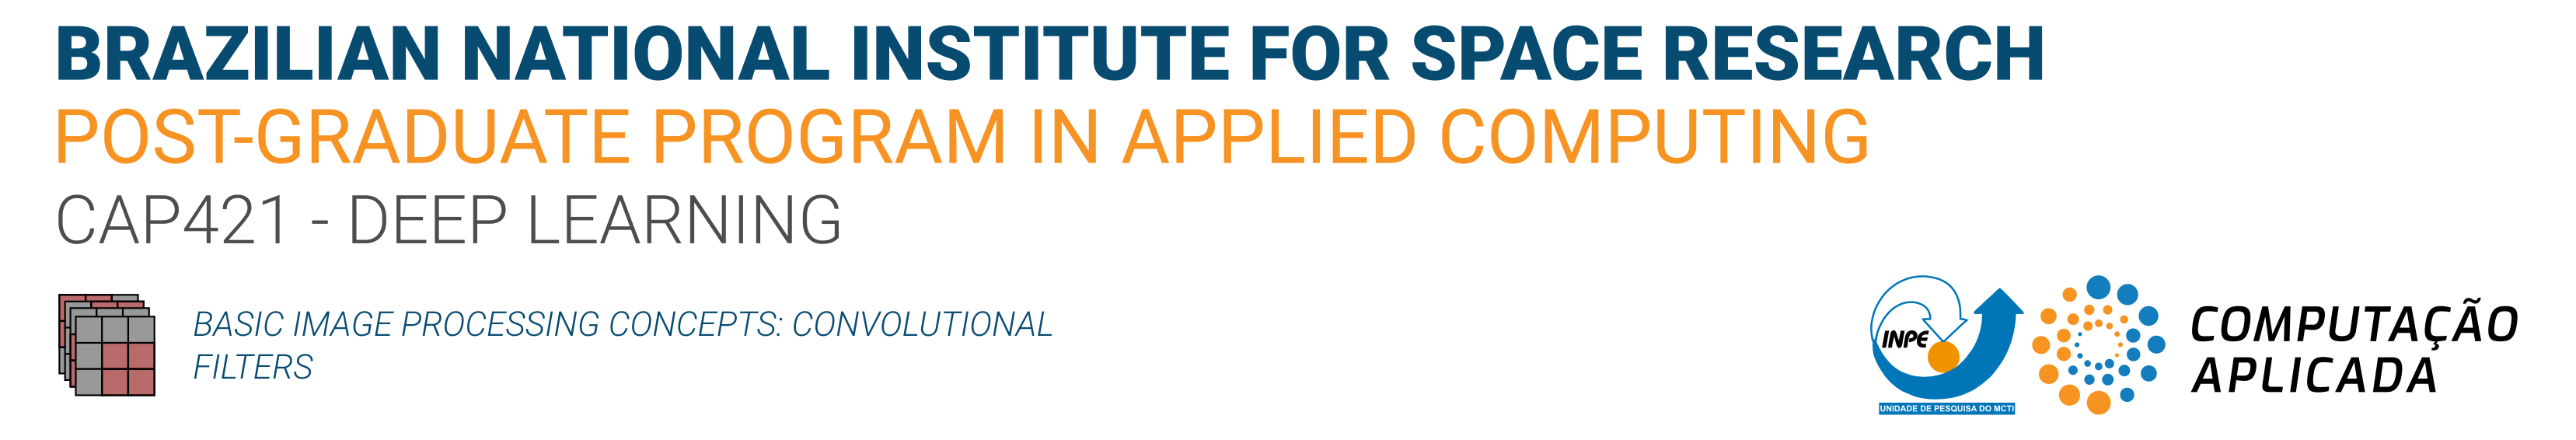 BRAZILIAN NATIONAL INSTITUTE FOR SPACE RESEARCH
POST-GRADUATE PROGRAM IN APPLIED COMPUTING
CAP421 - DEEP LEARNING
BASIC IMAGE PROCESSING CONCEPTS: CONVOLUTIONAL
FILTERS
INPE
UNIDADE DE PESQUISA DO MCTI
COMPUTAÇÃO
APLICADA